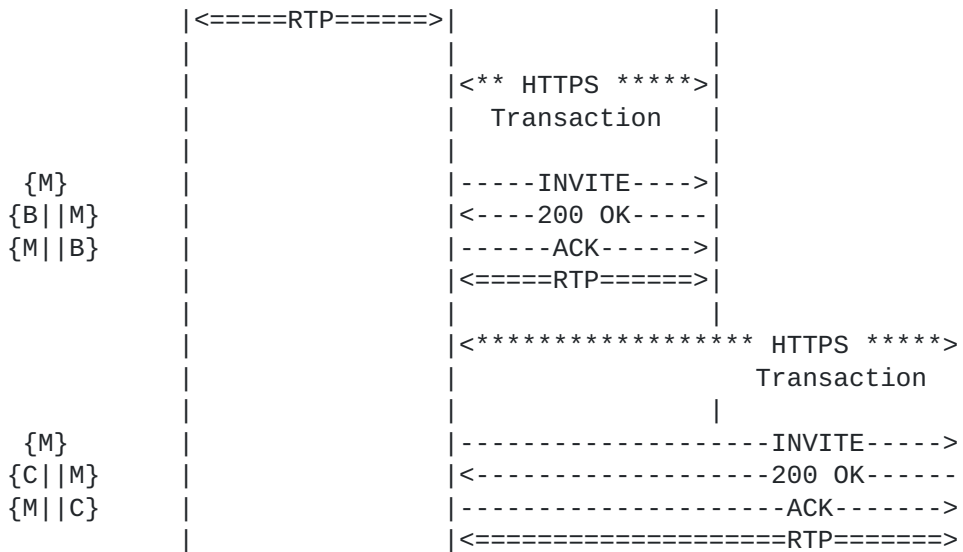 |<=====RTP======>|                |
           |                |                |
           |                |<** HTTPS *****>|
           |                |  Transaction   |
           |                |                |
 {M}       |                |-----INVITE---->|
{B||M}     |                |<----200 OK-----|
{M||B}     |                |------ACK------>|
           |                |<=====RTP======>|
           |                |                |
           |                |<****************** HTTPS *****>
           |                |                   Transaction
           |                |                |
 {M}       |                |--------------------INVITE----->
{C||M}     |                |<-------------------200 OK------
{M||C}     |                |---------------------ACK------->
           |                |<====================RTP=======>